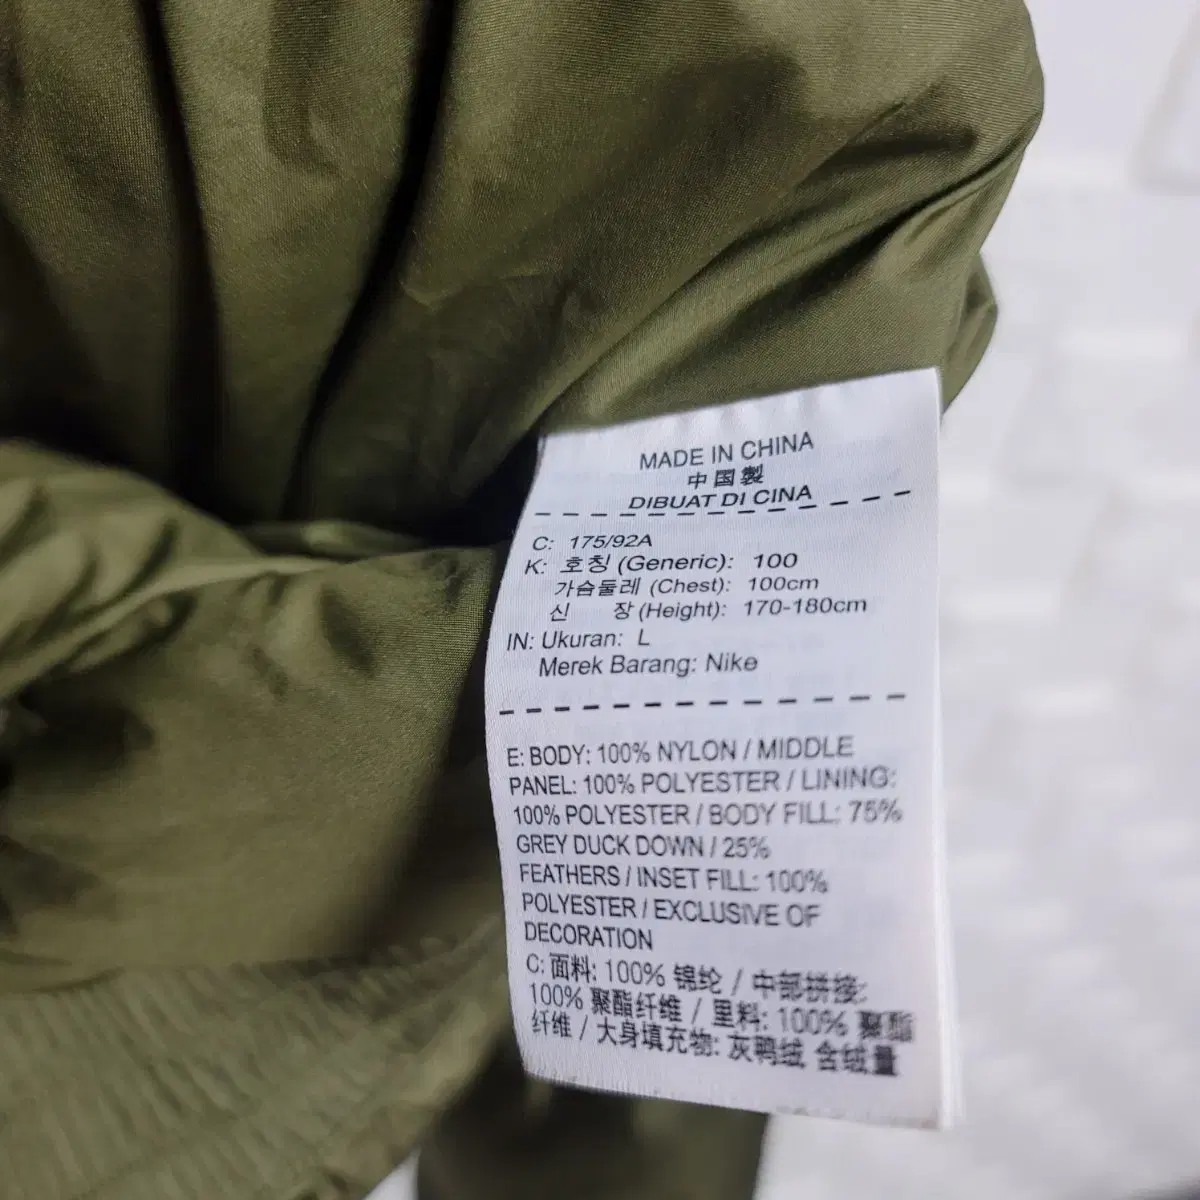 MADE IN CHINA
中国製
DIBUAT DI CINA
C: 175/92A
K: 호칭 (Generic): 100
가슴둘레 (Chest): 100cm
신 장 (Height): 170-180cm
IN: Ukuran: L
Merek Barang: Nike
E: BODY: 100% NYLON / MIDDLE
PANEL: 100% POLYESTER / LINING:
100% POLYESTER / BODY FILL: 75%
GREY DUCK DOWN / 25%
FEATHERS / INSET FILL: 100%
POLYESTER / EXCLUSIVE OF
DECORATION
C: 面料: 100% 锦纶 / 中部拼接:
100% 聚酯纤维 / 里料: 100% 聚酯
纤维 / 大身填充物: 灰鸭绒 含绒量